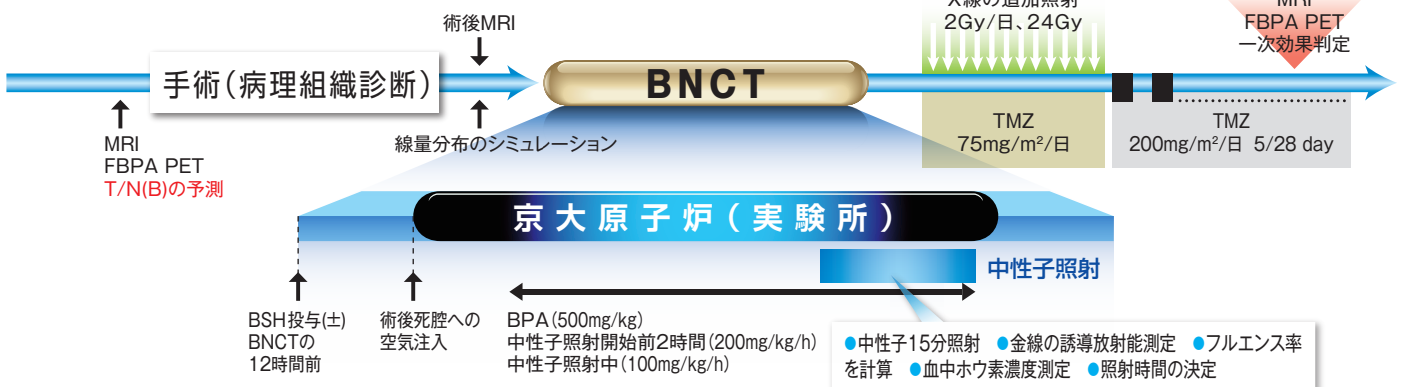 X線の追加照射
2Gy/日、24Gy
MRI
FBPA PET
一次効果判定
術後MRI
手術(病理組織診断)
BNCT
MRI
FBPA PET
T/N(B)の予測
線量分布のシミュレーション
TMZ
75mg/m²/日
TMZ
200mg/m²/日 5/28 day
京大原子炉(実験所)
中性子照射
BSH投与(土)
BNCTの
12時間前
術後死腔への
空気注入
BPA(500mg/kg)
中性子照射開始前2時間(200mg/kg/h)
中性子照射中(100mg/kg/h)
●中性子15分照射 ●金線の誘導放射能測定 ●フルエンス率
を計算 ●血中ホウ素濃度測定 ●照射時間の決定